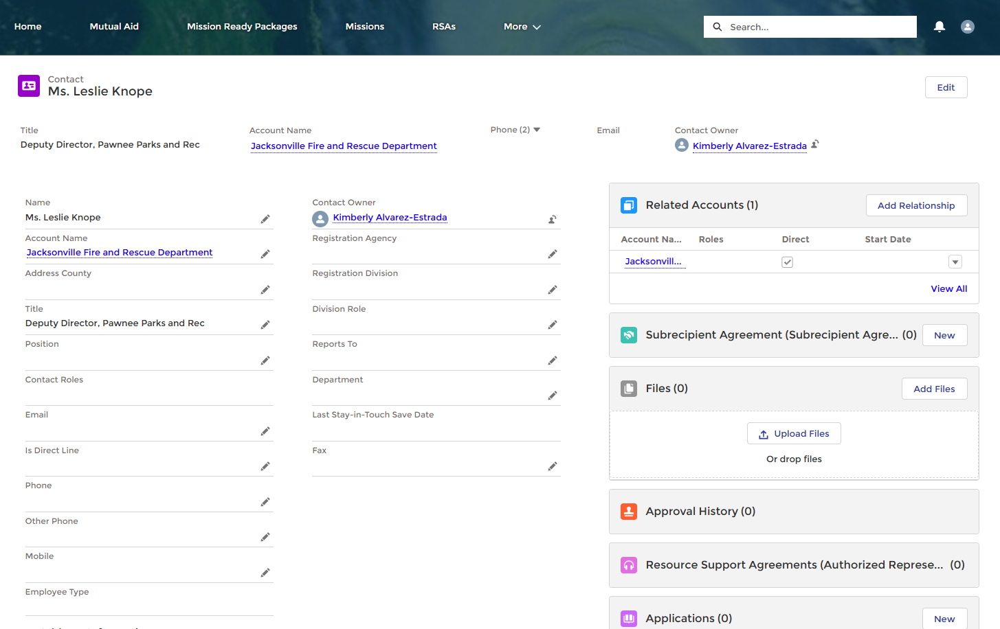 Home Mutual Aid Mission Ready Packages Missions RSAs More Search...
Contact
Ms. Leslie Knope
Edit
Title Account Name Phone (2) Email Contact Owner
Deputy Director, Pawnee Parks and Rec Jacksonville Fire and Rescue Department Kimberly Alvarez-Estrada
Name
Ms. Leslie Knope
Account Name
Jacksonville Fire and Rescue Department
Address County
Title
Deputy Director, Pawnee Parks and Rec
Position
Contact Roles
Email
Is Direct Line
Phone
Other Phone
Mobile
Employee Type
Contact Owner
Kimberly Alvarez-Estrada
Registration Agency
Registration Division
Division Role
Reports To
Department
Last Stay-in-Touch Save Date
Fax
Related Accounts (1) Add Relationship
Account Na... Roles Direct Start Date
Jacksonvill...
View All
Subrecipient Agreement (Subrecipient Agre... (0) New
Files (0) Add Files
Upload Files
Or drop files
Approval History (0)
Resource Support Agreements (Authorized Represe... (0)
Applications (0) New